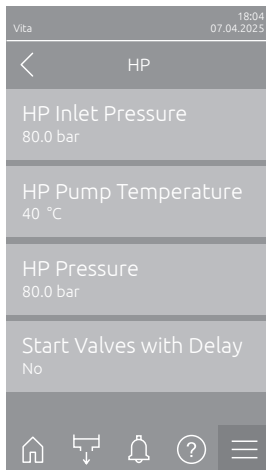 18:04
Vita 07.04.2025
HP
HP Inlet Pressure
80.0 bar
HP Pump Temperature
40 °C
HP Pressure
80.0 bar
Start Valves with Delay
No
?